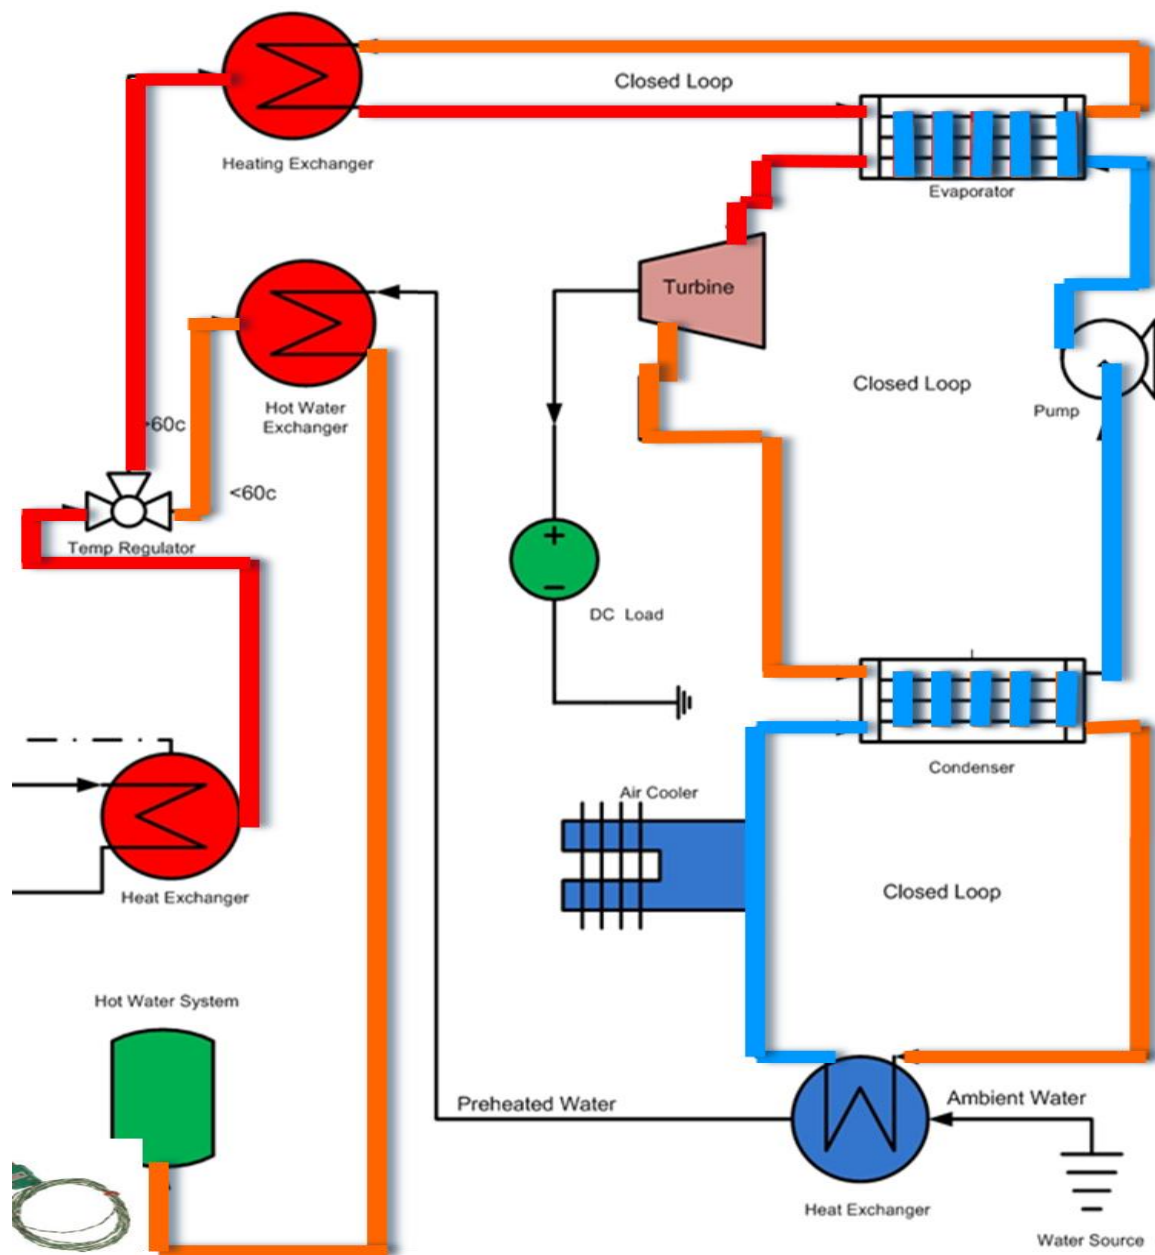 Closed Loop
Heating Exchanger
Evaporator
Turbine
Closed Loop
Hot Water
Exchanger
Pump
>60c
<60c
Temp Regulator
+
−
DC Load
Condenser
Air Cooler
Heat Exchanger
Closed Loop
Hot Water System
Preheated Water
Ambient Water
Heat Exchanger
Water Source